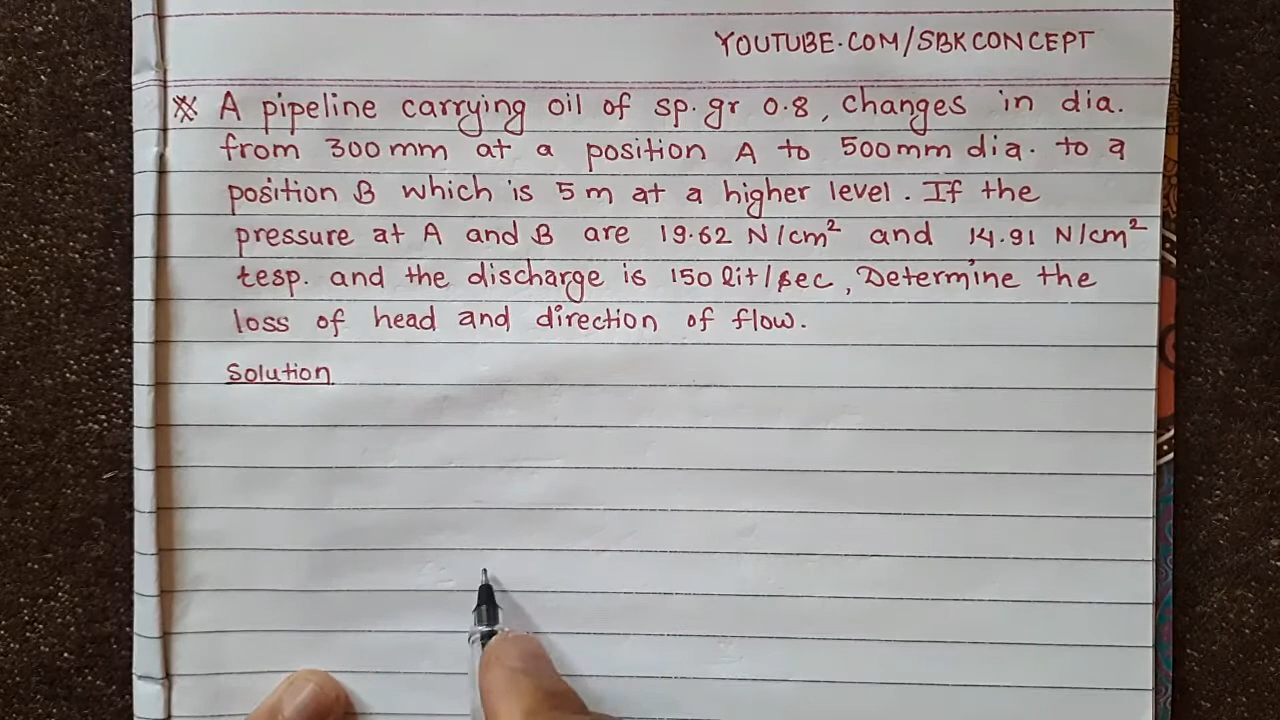 YOUTUBE.COM/SBKCONCEPT
※ A pipeline carrying oil of sp.gr 0.8, changes in dia.
from 300 mm at a position A to 500 mm dia. to a
position B which is 5 m at a higher level. If the
pressure at A and B are 19.62 N/cm² and 14.91 N/cm²
tesp. and the discharge is 150 lit/sec, Determine the
loss of head and direction of flow.
Solution